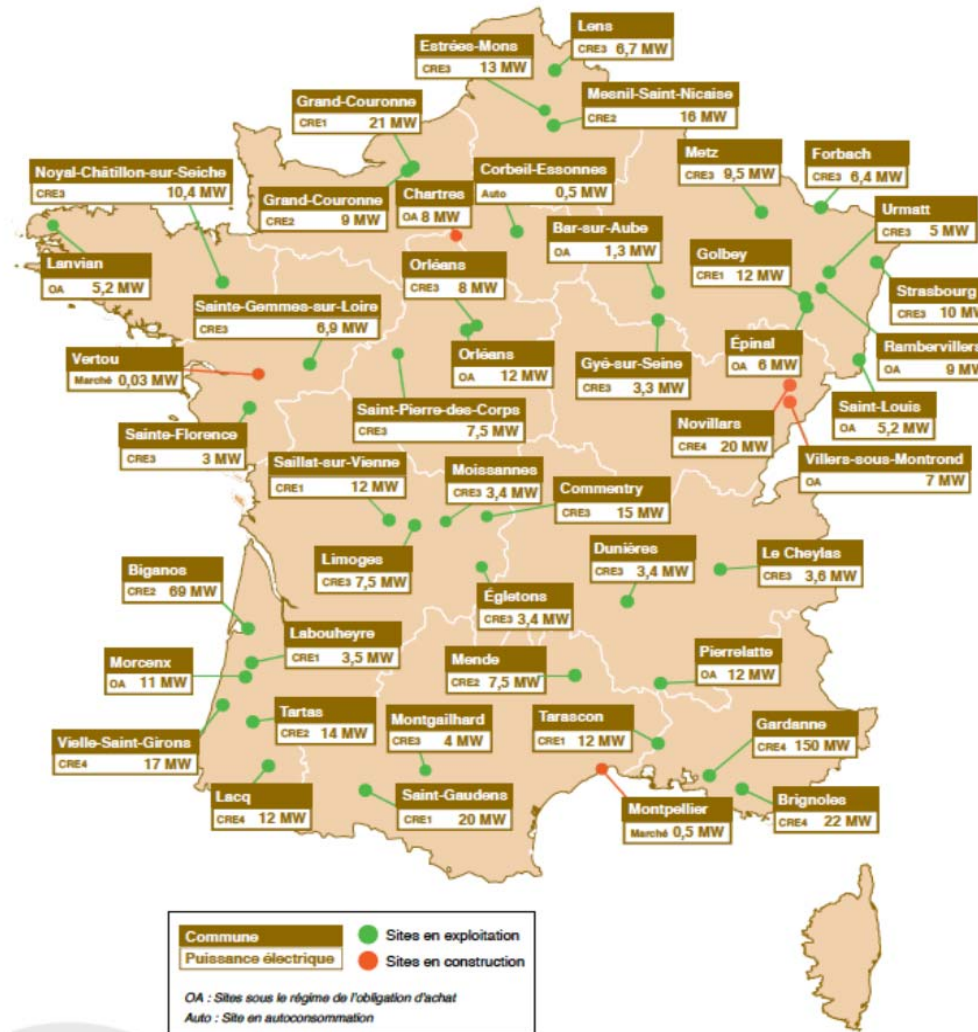 Lens
CRE3 6,7 MW
Estrées-Mons
CRE3 13 MW
Mesnil-Saint-Nicaise
CRE2 16 MW
Grand-Couronne
CRE1 21 MW
Metz
CRE3 9,5 MW
Forbach
CRE3 6,4 MW
Noyal-Châtillon-sur-Seiche
CRE3 10,4 MW
Grand-Couronne
CRE2 9 MW
Chartres
OA 8 MW
Corbeil-Essonnes
Auto 0,5 MW
Urmatt
CRE3 5 MW
Bar-sur-Aube
OA 1,3 MW
Golbey
CRE1 12 MW
Lanvian
OA 5,2 MW
Orléans
CRE3 8 MW
Strasbourg
CRE3 10 MW
Sainte-Gemmes-sur-Loire
CRE3 6,9 MW
Épinal
OA 6 MW
Rambervillers
OA 9 MW
Vertou
Marché 0,03 MW
Orléans
OA 12 MW
Gyé-sur-Seine
CRE3 3,3 MW
Saint-Louis
OA 5,2 MW
Saint-Pierre-des-Corps
CRE3 7,5 MW
Novillars
CRE4 20 MW
Sainte-Florence
CRE3 3 MW
Villers-sous-Montrond
OA 7 MW
Saillat-sur-Vienne
CRE1 12 MW
Moissannes
CRE3 3,4 MW
Commentry
CRE3 15 MW
Limoges
CRE3 7,5 MW
Dunières
CRE3 3,4 MW
Le Cheylas
CRE3 3,6 MW
Biganos
CRE2 69 MW
Égletons
CRE3 3,4 MW
Labouheyre
CRE1 3,5 MW
Mende
CRE2 7,5 MW
Pierrelatte
OA 12 MW
Morcenx
OA 11 MW
Tartas
CRE2 14 MW
Montgailhard
CRE3 4 MW
Tarascon
CRE1 12 MW
Gardanne
CRE4 150 MW
Vielle-Saint-Girons
CRE4 17 MW
Lacq
CRE4 12 MW
Saint-Gaudens
CRE1 20 MW
Montpellier
Marché 0,5 MW
Brignoles
CRE4 22 MW
Commune
Puissance électrique
Sites en exploitation
Sites en construction
OA : Sites sous le régime de l'obligation d'achat
Auto : Site en autoconsommation